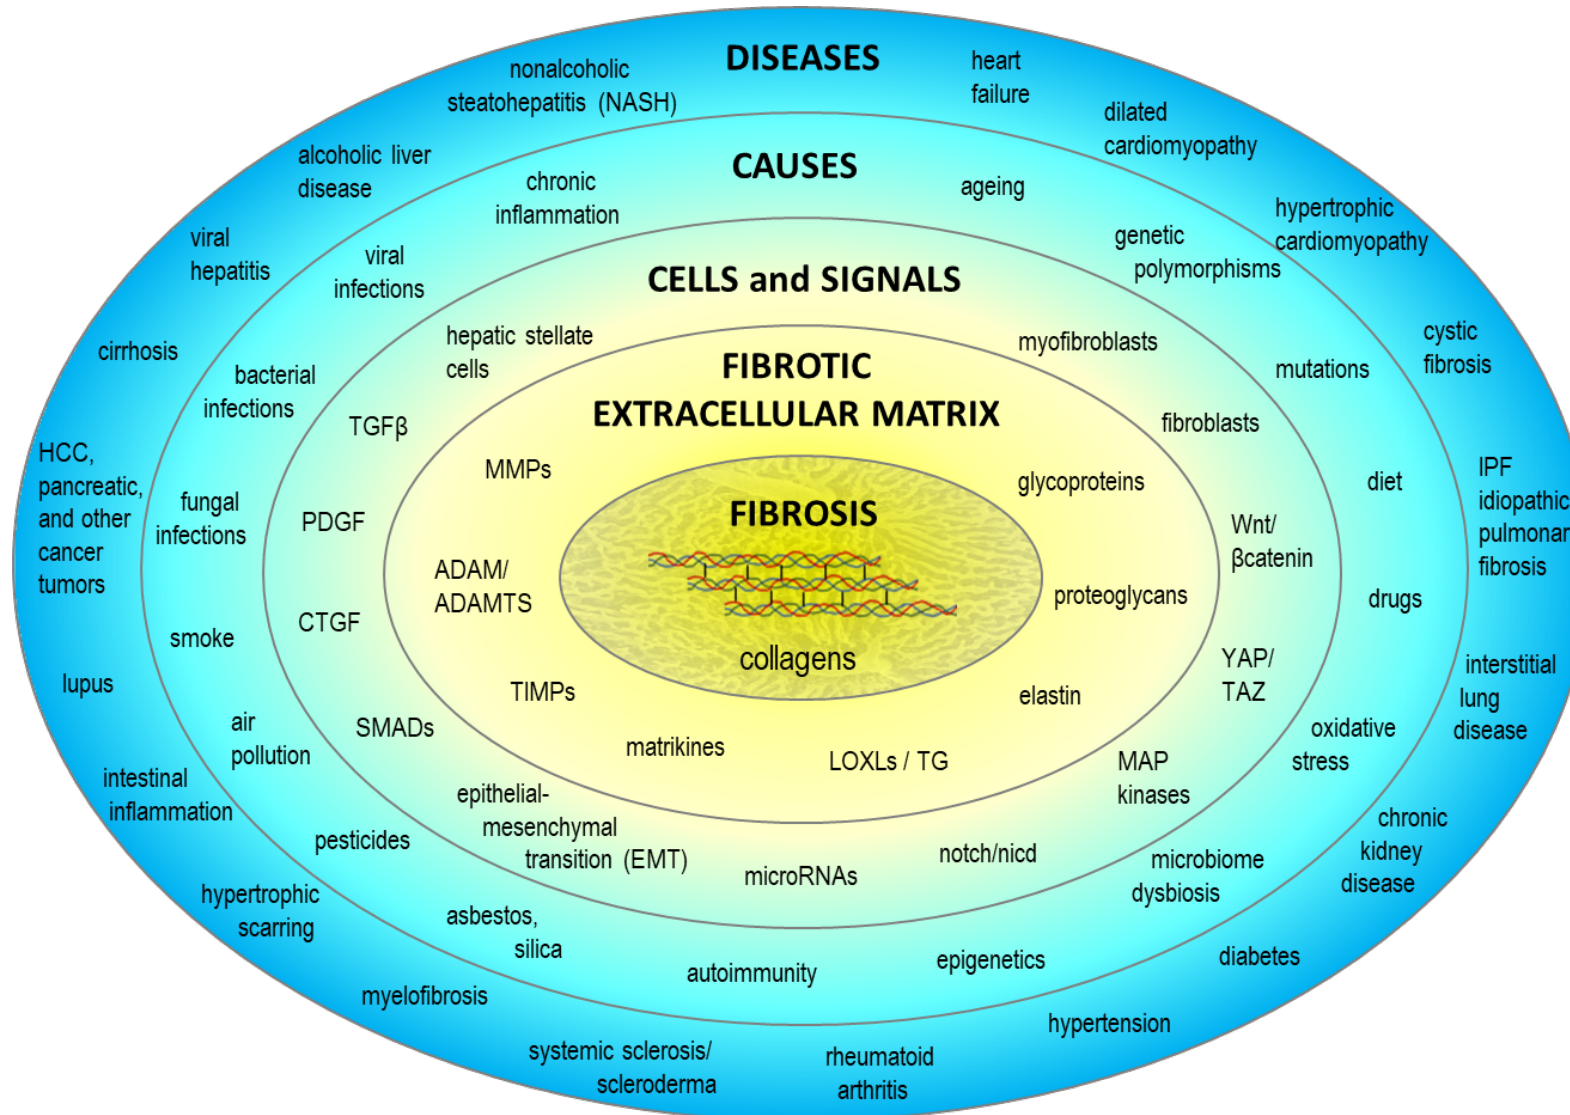 DISEASES
nonalcoholic
steatohepatitis (NASH)
heart
failure
dilated
cardiomyopathy
hypertrophic
cardiomyopathy
cystic
fibrosis
IPF
idiopathic
pulmonar
fibrosis
interstitial
lung
disease
chronic
kidney
disease
diabetes
hypertension
rheumatoid
arthritis
systemic sclerosis/
scleroderma
myelofibrosis
hypertrophic
scarring
intestinal
inflammation
lupus
HCC,
pancreatic,
and other
cancer
tumors
cirrhosis
viral
hepatitis
alcoholic liver
disease
CAUSES
chronic
inflammation
ageing
genetic
polymorphisms
mutations
diet
drugs
oxidative
stress
microbiome
dysbiosis
epigenetics
autoimmunity
asbestos,
silica
pesticides
air
pollution
smoke
fungal
infections
bacterial
infections
viral
infections
CELLS and SIGNALS
hepatic stellate
cells
myofibroblasts
fibroblasts
Wnt/
βcatenin
YAP/
TAZ
MAP
kinases
notch/nicd
microRNAs
epithelial-
mesenchymal
transition (EMT)
SMADs
CTGF
PDGF
TGFβ
FIBROTIC
EXTRACELLULAR MATRIX
MMPs
glycoproteins
proteoglycans
elastin
LOXLs / TG
matrikines
TIMPs
ADAM/
ADAMTS
FIBROSIS
collagens